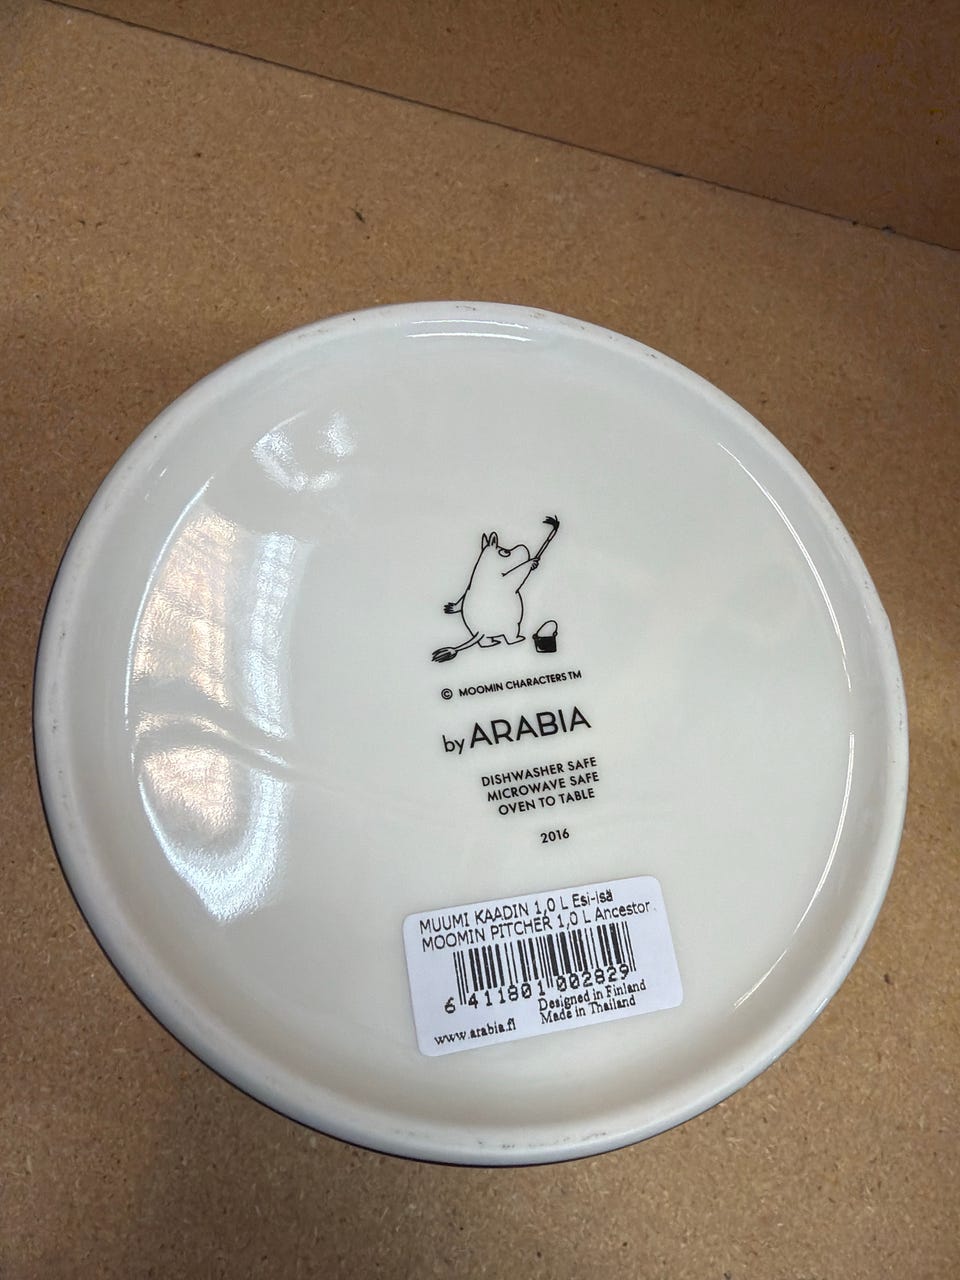 © MOOMIN CHARACTERS TM
by ARABIA
DISHWASHER SAFE
MICROWAVE SAFE
OVEN TO TABLE
2016
MUUMI KAADIN 1,0 L Esi-isä
MOOMIN PITCHER 1,0 L Ancestor
6 411801 002829
Designed in Finland
www.arabia.fi Made in Thailand